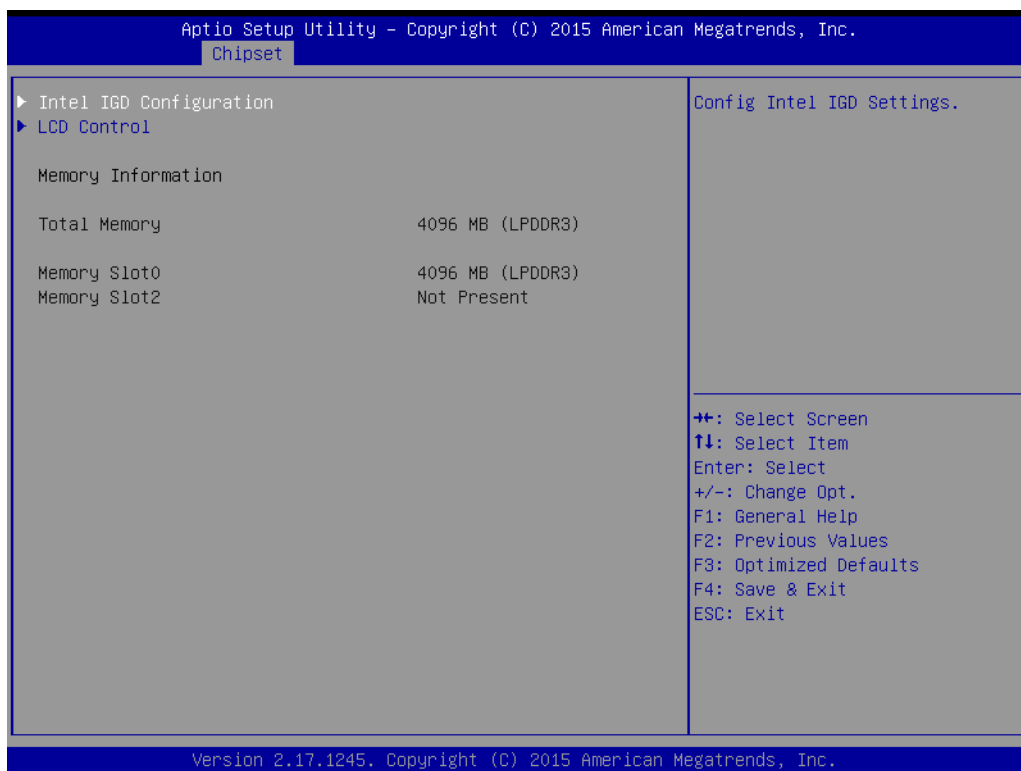 Aptio Setup Utility – Copyright (C) 2015 American Megatrends, Inc.
Chipset
▶ Intel IGD Configuration
▶ LCD Control
Memory Information
Total Memory 4096 MB (LPDDR3)
Memory Slot0 4096 MB (LPDDR3)
Memory Slot2 Not Present
Config Intel IGD Settings.
→←: Select Screen
↑↓: Select Item
Enter: Select
+/-: Change Opt.
F1: General Help
F2: Previous Values
F3: Optimized Defaults
F4: Save & Exit
ESC: Exit
Version 2.17.1245. Copyright (C) 2015 American Megatrends, Inc.